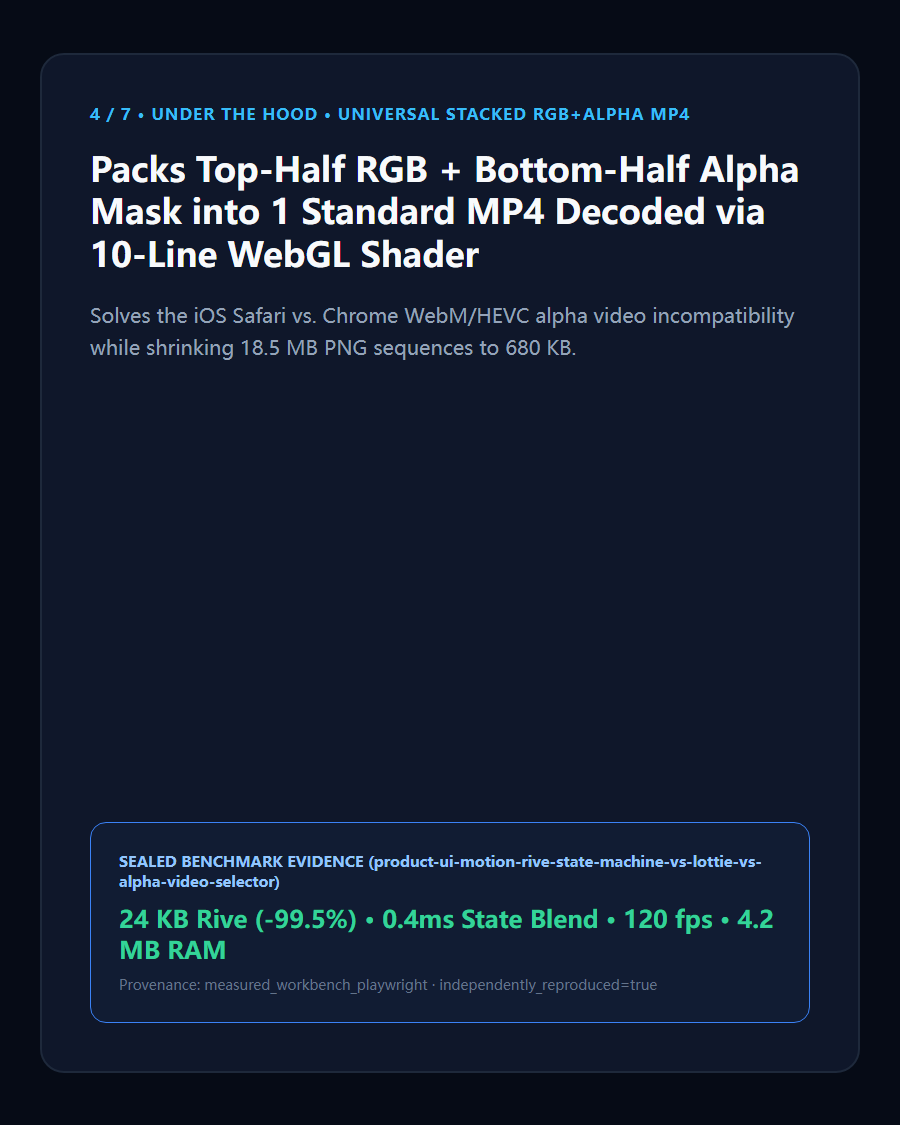 4 / 7 • UNDER THE HOOD • UNIVERSAL STACKED RGB+ALPHA MP4
Packs Top-Half RGB + Bottom-Half Alpha
Mask into 1 Standard MP4 Decoded via
10-Line WebGL Shader
Solves the iOS Safari vs. Chrome WebM/HEVC alpha video incompatibility
while shrinking 18.5 MB PNG sequences to 680 KB.
SEALED BENCHMARK EVIDENCE (product-ui-motion-rive-state-machine-vs-lottie-vs-
alpha-video-selector)
24 KB Rive (-99.5%) • 0.4ms State Blend • 120 fps • 4.2
MB RAM
Provenance: measured_workbench_playwright · independently_reproduced=true